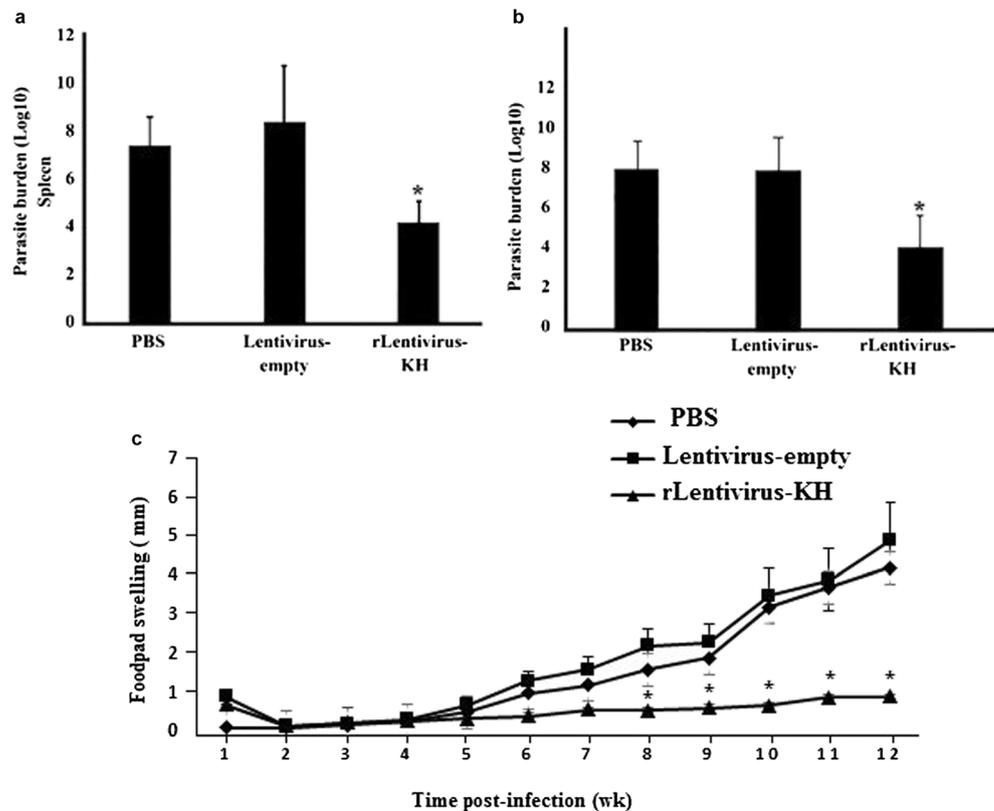 a
12
10
8
6
4
2
0
Parasite burden (Log10)
Spleen
PBS
Lentivirus-
empty
rLentivirus-
KH
*
b
12
10
8
6
4
2
0
Parasite burden (Log10)
PBS
Lentivirus-
empty
rLentivirus-
KH
*
c
PBS
Lentivirus-empty
rLentivirus-KH
7
6
5
4
3
2
1
0
Foodpad swelling ( mm)
* * * * *
1 2 3 4 5 6 7 8 9 10 11 12
Time post-infection (wk)